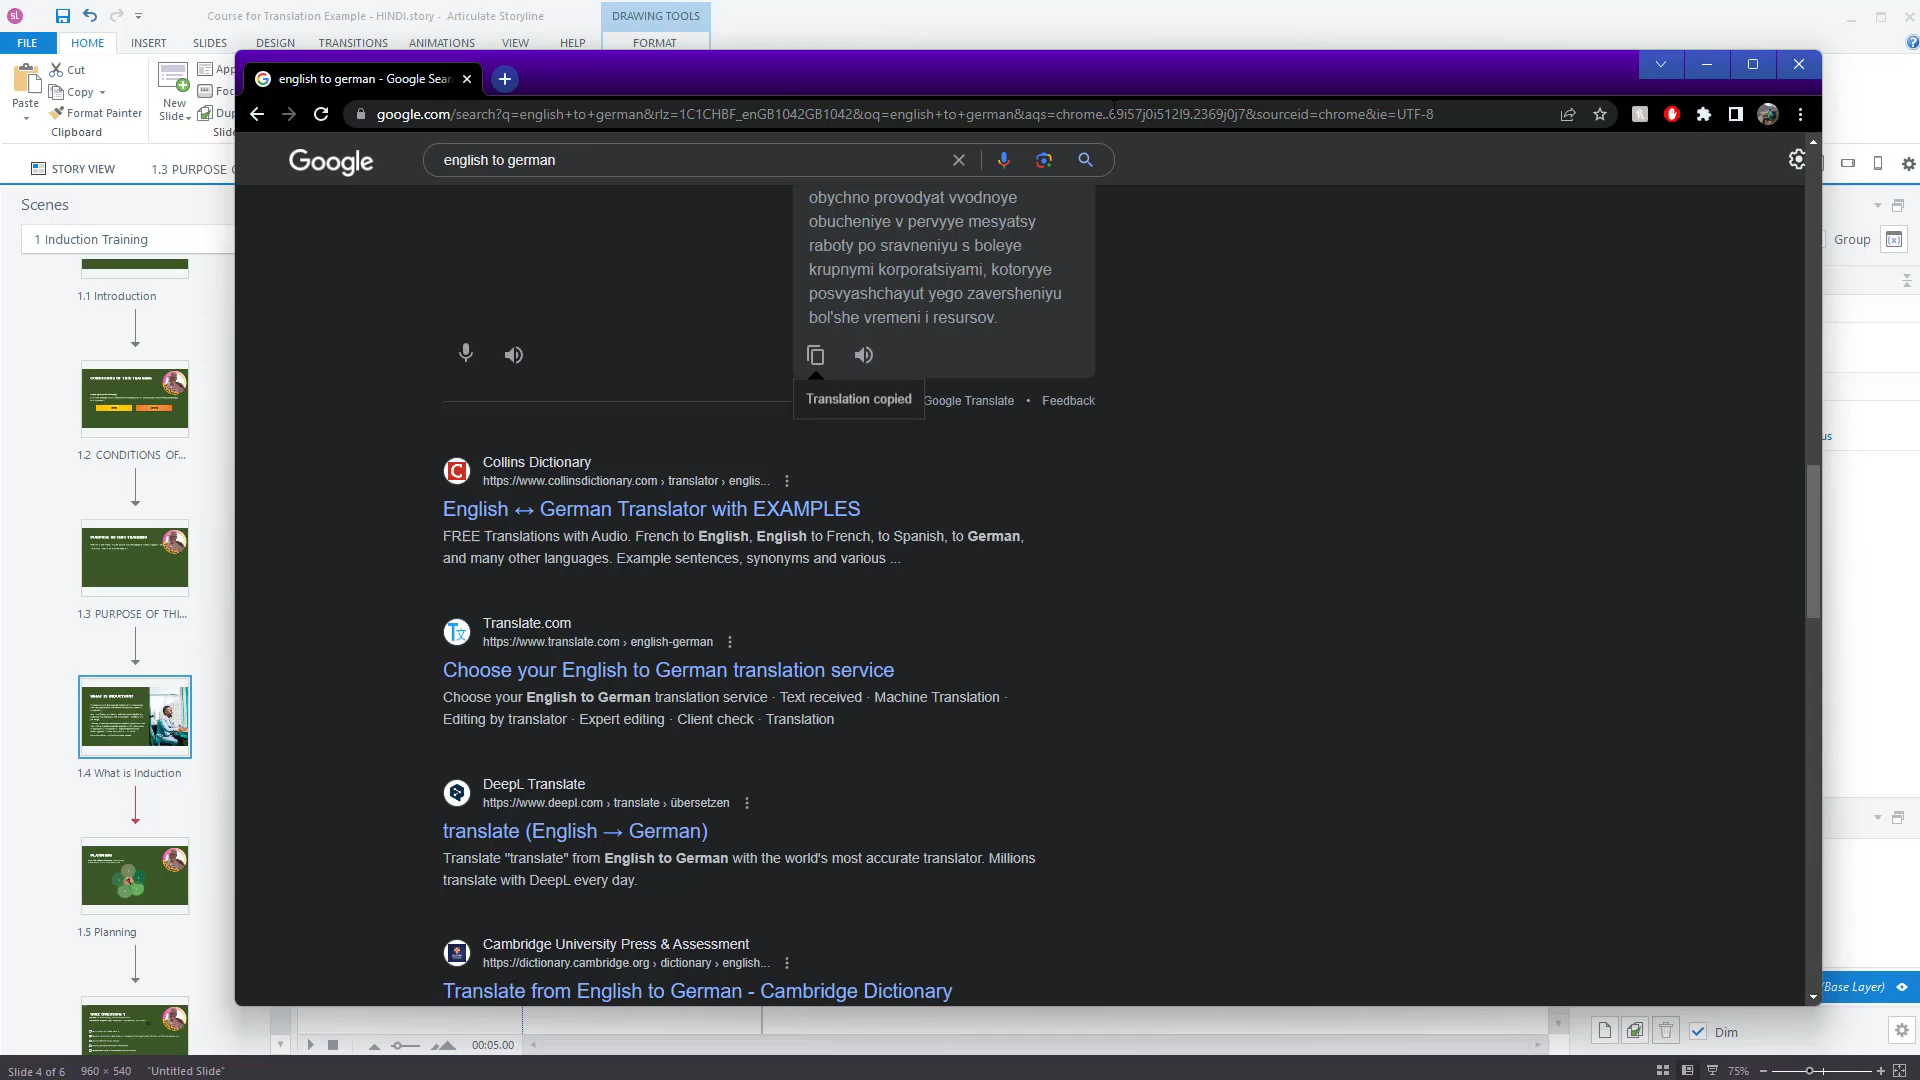 Course for Translation Example - HINDI.story - Articulate Storyline
DRAWING TOOLS
FILE
HOME
INSERT
SLIDES
DESIGN
TRANSITIONS
ANIMATIONS
VIEW
HELP
FORMAT
Paste
Cut
Copy
Format Painter
Clipboard
New
Slide
STORY VIEW
1.3 PURPOSE
Scenes
1 Induction Training
1.1 Introduction
1.2 CONDITIONS OF...
1.3 PURPOSE OF THI...
1.4 What is Induction
1.5 Planning
english to german - Google Sear
google.com/search?q=english+to+german&rlz=1C1CHBF_enGB1042GB1042&oq=english+to+german&aqs=chrome..69i57j0i512l9.2369j0j7&sourceid=chrome&ie=UTF-8
Google
english to german
obychno provodyat vvodnoye
obucheniye v pervyye mesyatsy
raboty po sravneniyu s boleye
krupnymi korporatsiyami, kotoryye
posvyashchayut yego zaversheniyu
bol'she vremeni i resursov.
Translation copied
Google Translate • Feedback
Collins Dictionary
https://www.collinsdictionary.com › translator › englis...
English ↔ German Translator with EXAMPLES
FREE Translations with Audio. French to English, English to French, to Spanish, to German,
and many other languages. Example sentences, synonyms and various ...
Translate.com
https://www.translate.com › english-german
Choose your English to German translation service
Choose your English to German translation service · Text received · Machine Translation ·
Editing by translator · Expert editing · Client check · Translation
DeepL Translate
https://www.deepl.com › translate › übersetzen
translate (English → German)
Translate "translate" from English to German with the world's most accurate translator. Millions
translate with DeepL every day.
Cambridge University Press & Assessment
https://dictionary.cambridge.org › dictionary › english...
Translate from English to German - Cambridge Dictionary
Group
(Base Layer)
Dim
00:05.00
Slide 4 of 6
960 × 540
"Untitled Slide"
75%